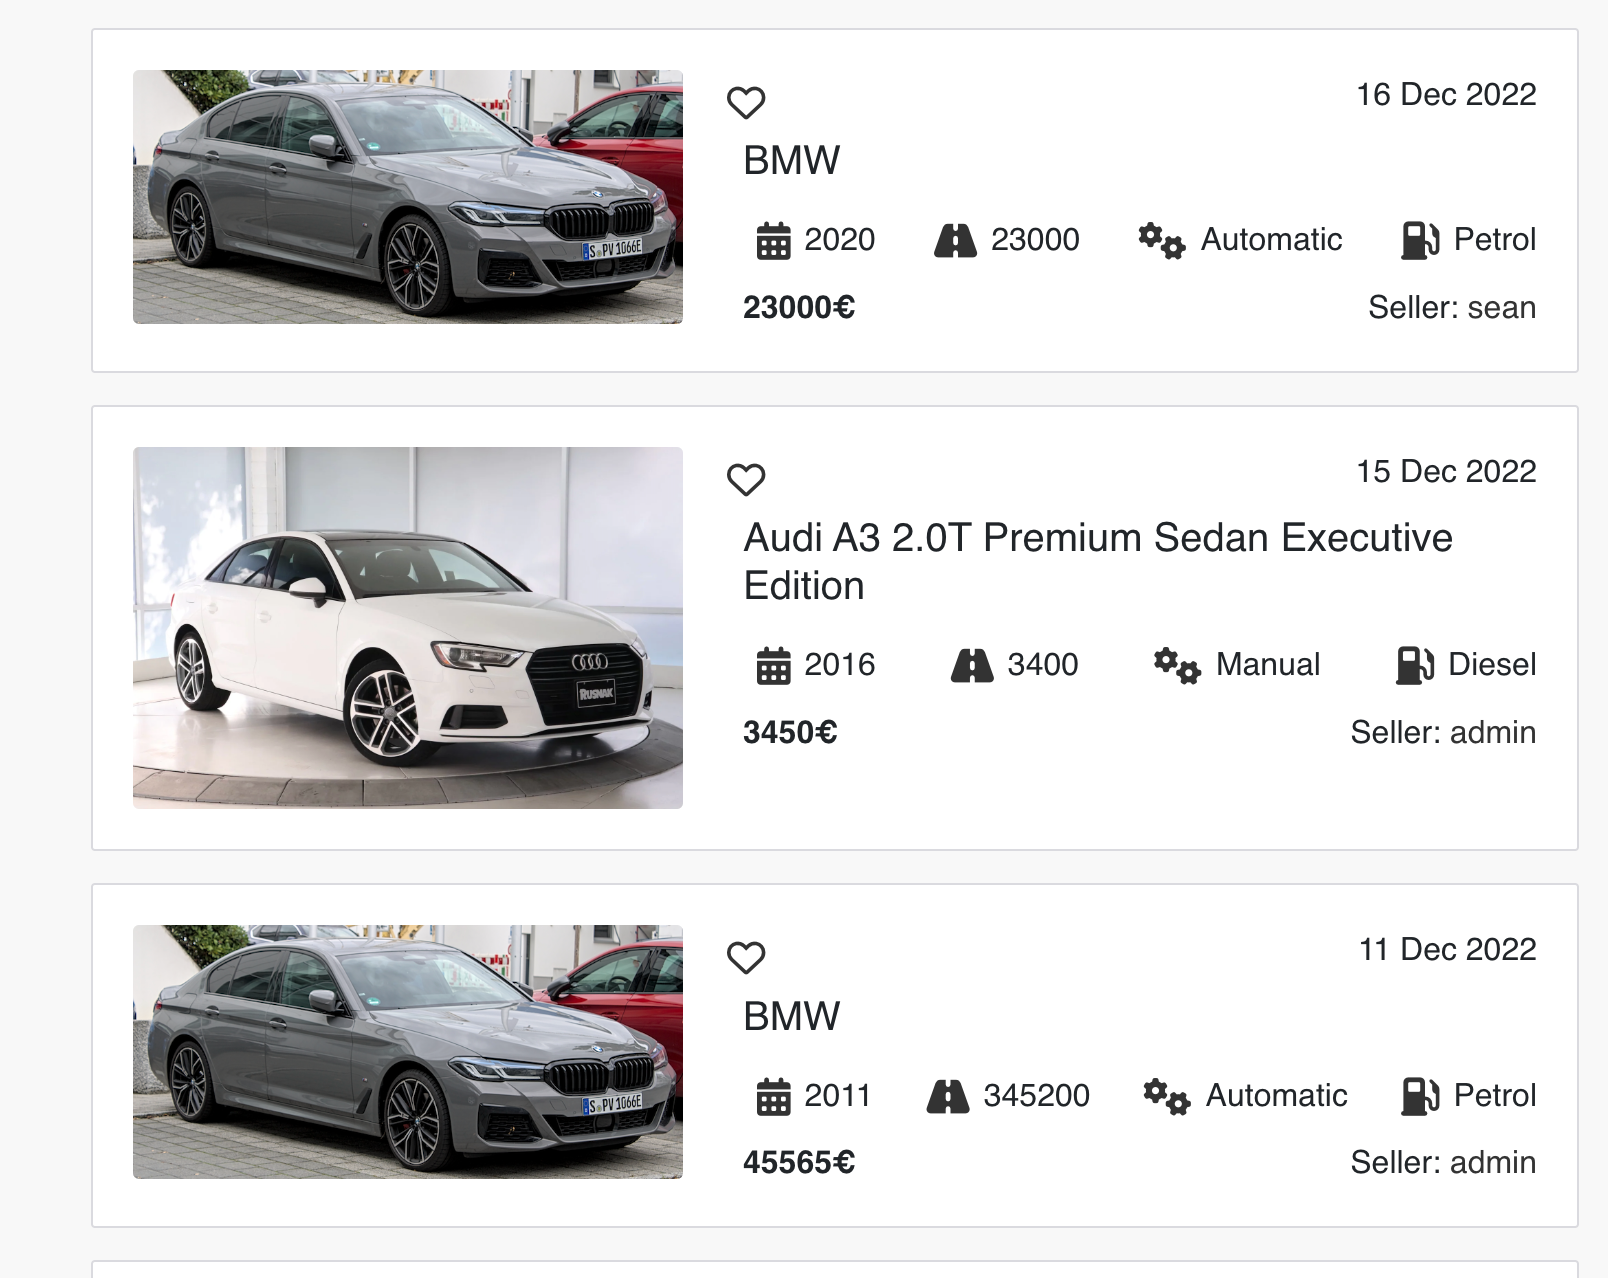 16 Dec 2022
BMW
2020 23000 Automatic Petrol
23000€ Seller: sean
S PV 1066E
15 Dec 2022
Audi A3 2.0T Premium Sedan Executive
Edition
2016 3400 Manual Diesel
3450€ Seller: admin
RUSNAK
11 Dec 2022
BMW
2011 345200 Automatic Petrol
45565€ Seller: admin
S PV 1066E